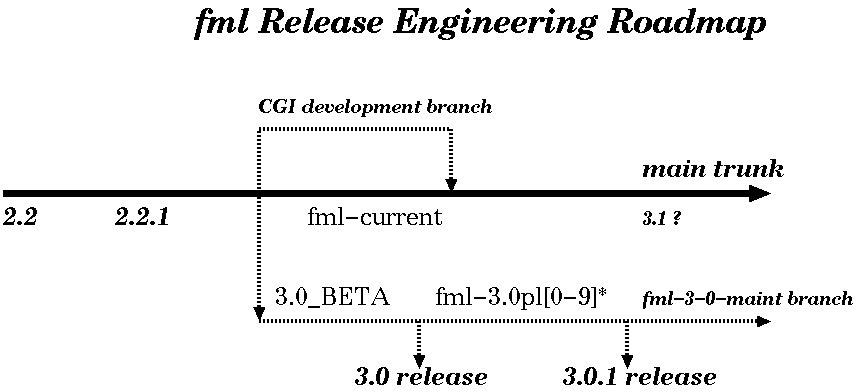 fml Release Engineering Roadmap
CGI development branch
main trunk
2.2 2.2.1 fml-current 3.1 ?
3.0_BETA fml-3.0pl[0-9]* fml-3-0-maint branch
3.0 release 3.0.1 release